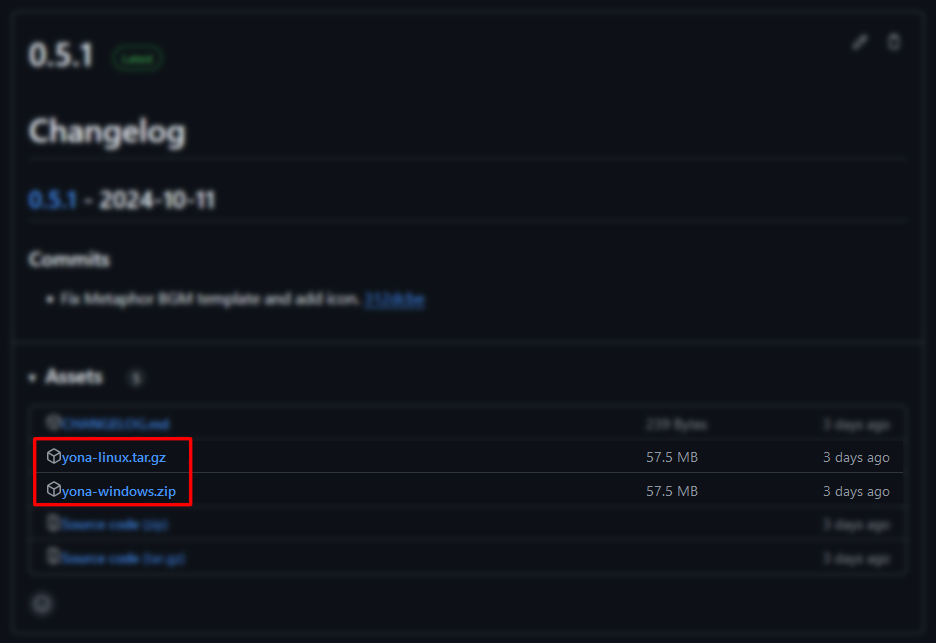 0.5.1 Latest
Changelog
0.5.1 - 2024-10-11
Commits
Fix Metaphor BGM template and add icon.
Assets 5
CHANGELOG.md 239 Bytes 3 days ago
yona-linux.tar.gz 57.5 MB 3 days ago
yona-windows.zip 57.5 MB 3 days ago
Source code (zip) 3 days ago
Source code (tar.gz) 3 days ago